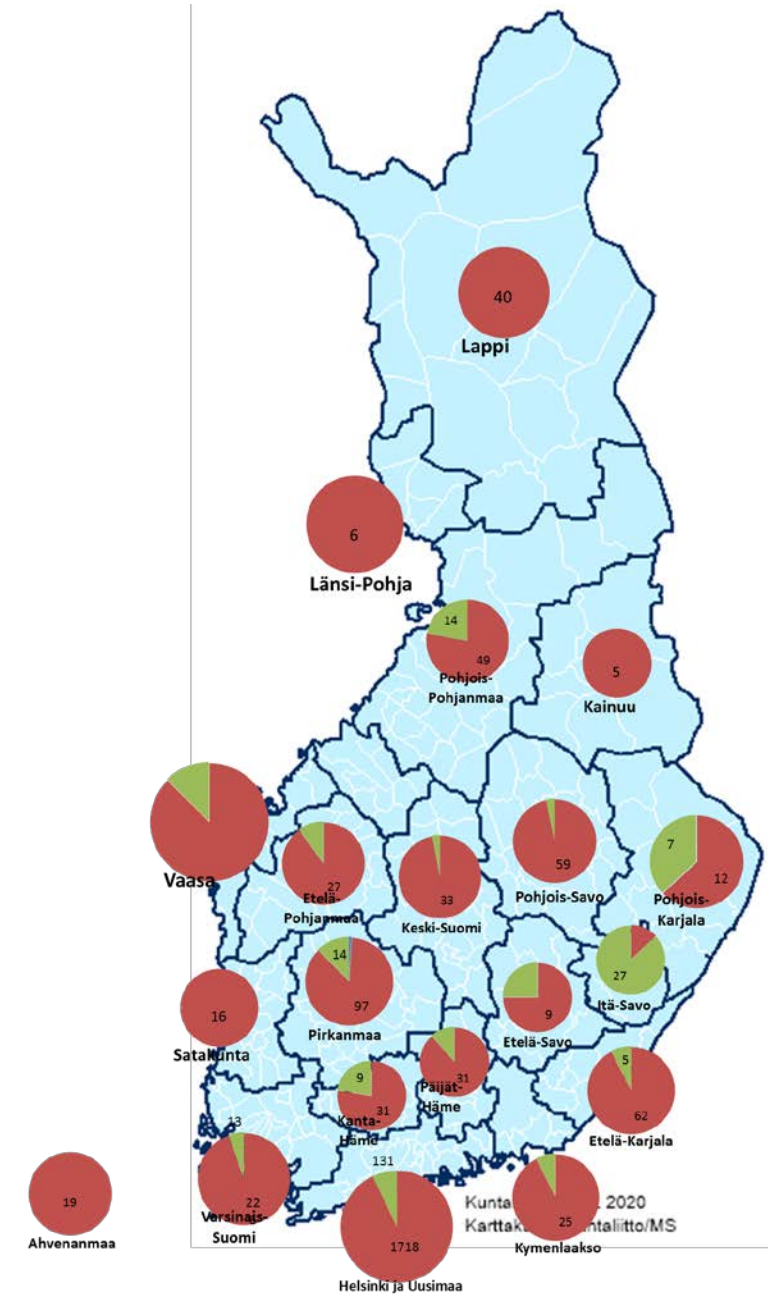 40
Lappi
6
Länsi-Pohja
14
49
Pohjois-
Pohjanmaa
5
Kainuu
Vaasa
27
Etelä-
Pohjanmaa
33
Keski-Suomi
59
Pohjois-Savo
7
12
Pohjois-
Karjala
27
Itä-Savo
14
97
Pirkanmaa
9
Etelä-Savo
16
Satakunta
31
Päijät-
Häme
9
31
Kanta-
Häme
5
62
Etelä-Karjala
13
22
Varsinais-
Suomi
19
Ahvenanmaa
131
1718
Helsinki ja Uusimaa
25
Kymenlaakso
2020